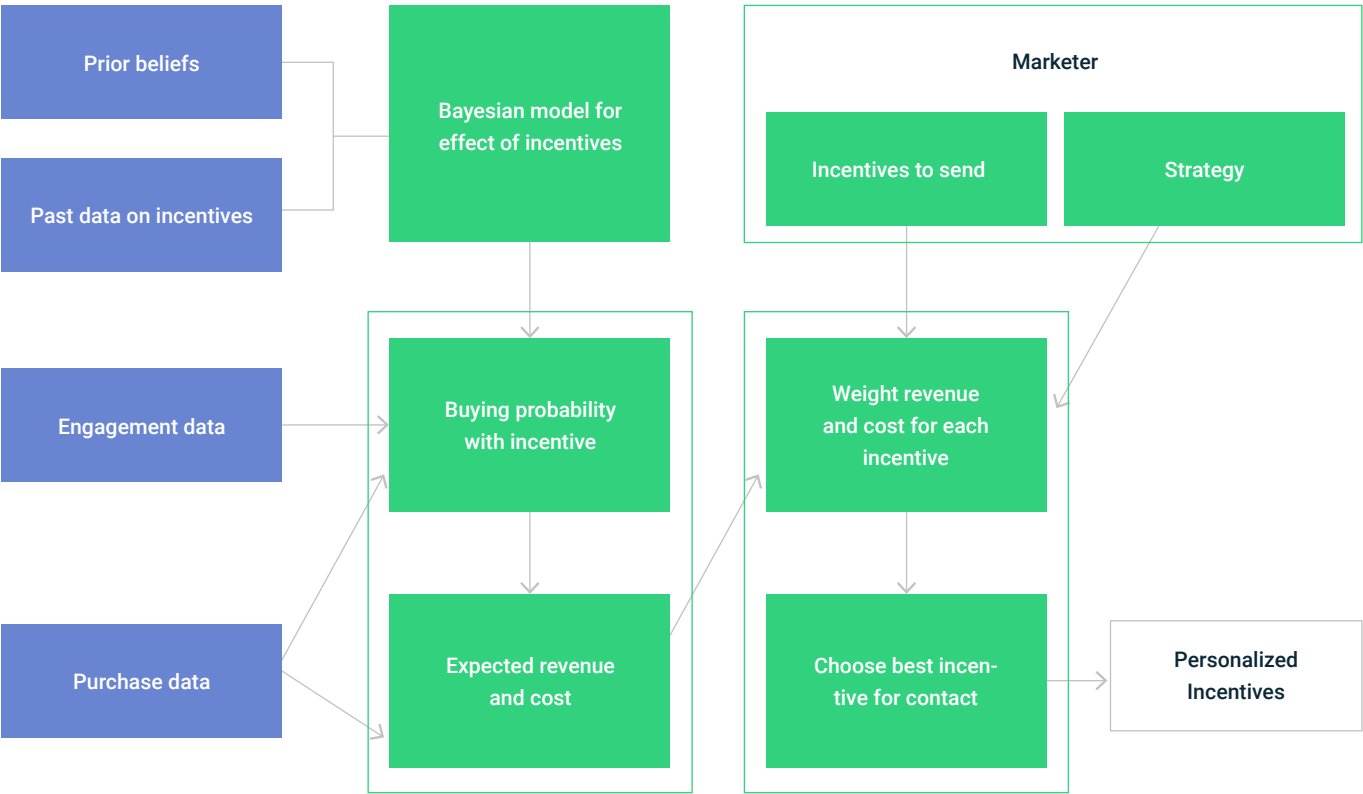 Prior beliefs
Past data on incentives
Bayesian model for
effect of incentives
Marketer
Incentives to send
Strategy
Engagement data
Buying probability
with incentive
Weight revenue
and cost for each
incentive
Purchase data
Expected revenue
and cost
Choose best incen-
tive for contact
Personalized
Incentives